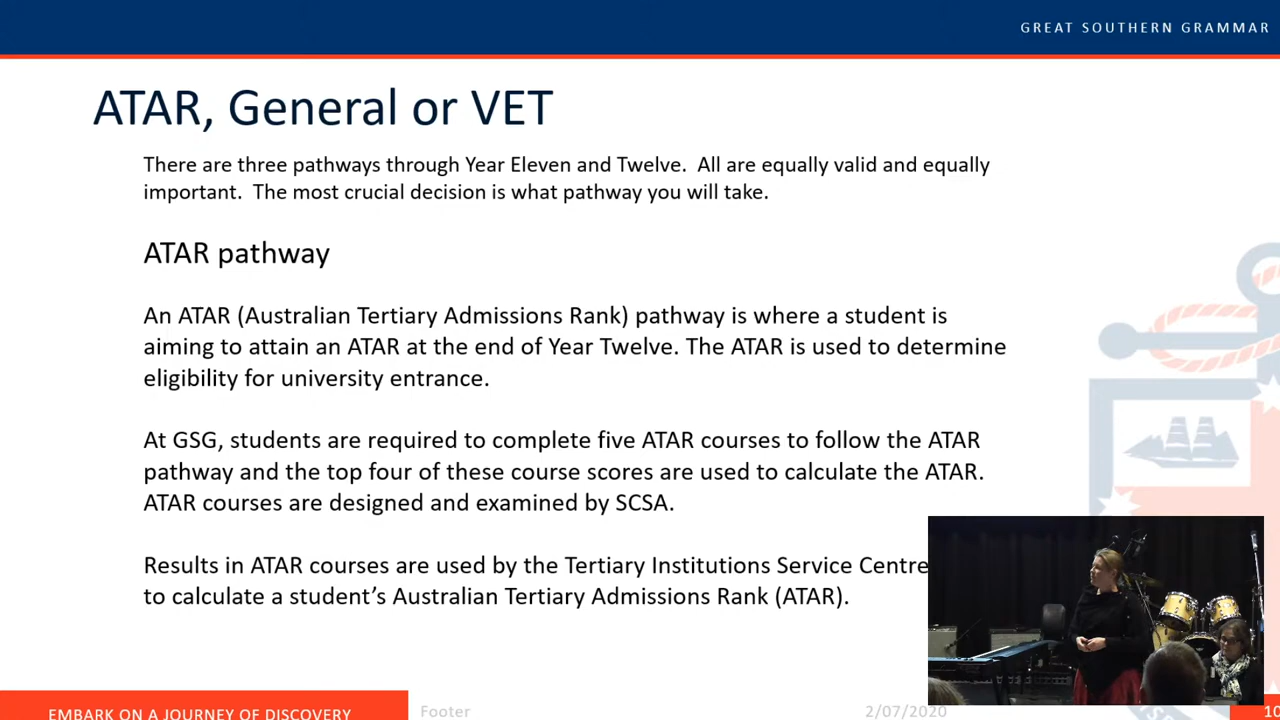 GREAT SOUTHERN GRAMMAR
ATAR, General or VET
There are three pathways through Year Eleven and Twelve.  All are equally valid and equally
important.  The most crucial decision is what pathway you will take.
ATAR pathway
An ATAR (Australian Tertiary Admissions Rank) pathway is where a student is
aiming to attain an ATAR at the end of Year Twelve. The ATAR is used to determine
eligibility for university entrance.
At GSG, students are required to complete five ATAR courses to follow the ATAR
pathway and the top four of these course scores are used to calculate the ATAR.
ATAR courses are designed and examined by SCSA.
Results in ATAR courses are used by the Tertiary Institutions Service Centre
to calculate a student’s Australian Tertiary Admissions Rank (ATAR).
EMBARK ON A JOURNEY OF DISCOVERY
Footer
2/07/2020
10